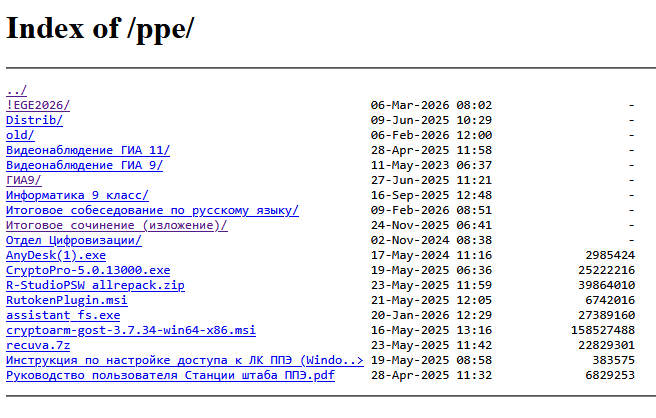 Index of /ppe/
../
!EGE2026/ 06-Mar-2026 08:02 -
Distrib/ 09-Jun-2025 10:29 -
old/ 06-Feb-2026 12:00 -
Видеонаблюдение ГИА 11/ 28-Apr-2025 11:58 -
Видеонаблюдение ГИА 9/ 11-May-2023 06:37 -
ГИА9/ 27-Jun-2025 11:21 -
Информатика 9 класс/ 16-Sep-2025 12:48 -
Итоговое собеседование по русскому языку/ 09-Feb-2026 08:51 -
Итоговое сочинение (изложение)/ 24-Nov-2025 06:41 -
Отдел Цифровизации/ 02-Nov-2024 08:38 -
AnyDesk(1).exe 17-May-2024 11:16 2985424
CryptoPro-5.0.13000.exe 19-May-2025 06:36 25222216
R-StudioPSW_allrepack.zip 23-May-2025 11:59 39864010
RutokenPlugin.msi 21-May-2025 12:05 6742016
assistant_fs.exe 20-Jan-2026 12:29 27389160
cryptoarm-gost-3.7.34-win64-x86.msi 16-May-2025 13:16 158527488
recuva.7z 23-May-2025 11:42 22829301
Инструкция по настройке доступа к ЛК ППЭ (Windo..> 19-May-2025 08:58 383575
Руководство пользователя Станции штаба ППЭ.pdf 28-Apr-2025 11:32 6829253